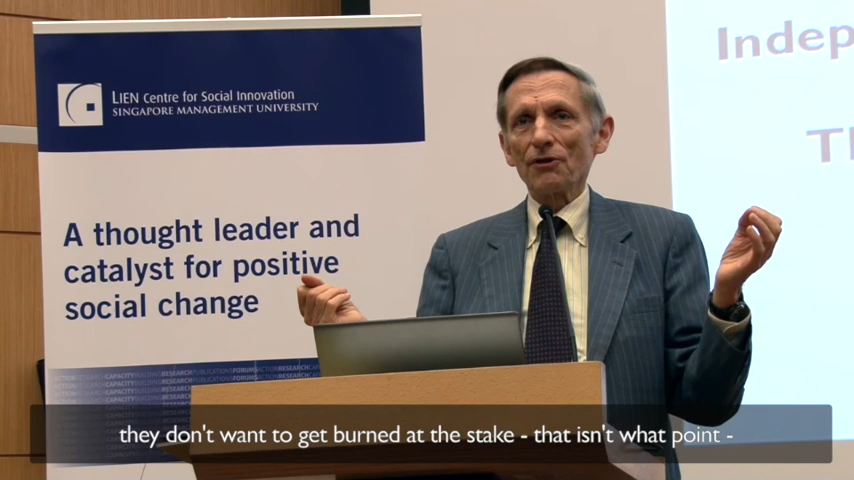 LIEN Centre for Social Innovation
SINGAPORE MANAGEMENT UNIVERSITY
A thought leader and
catalyst for positive
social change
Indep
Th
they don't want to get burned at the stake - that isn't what point -